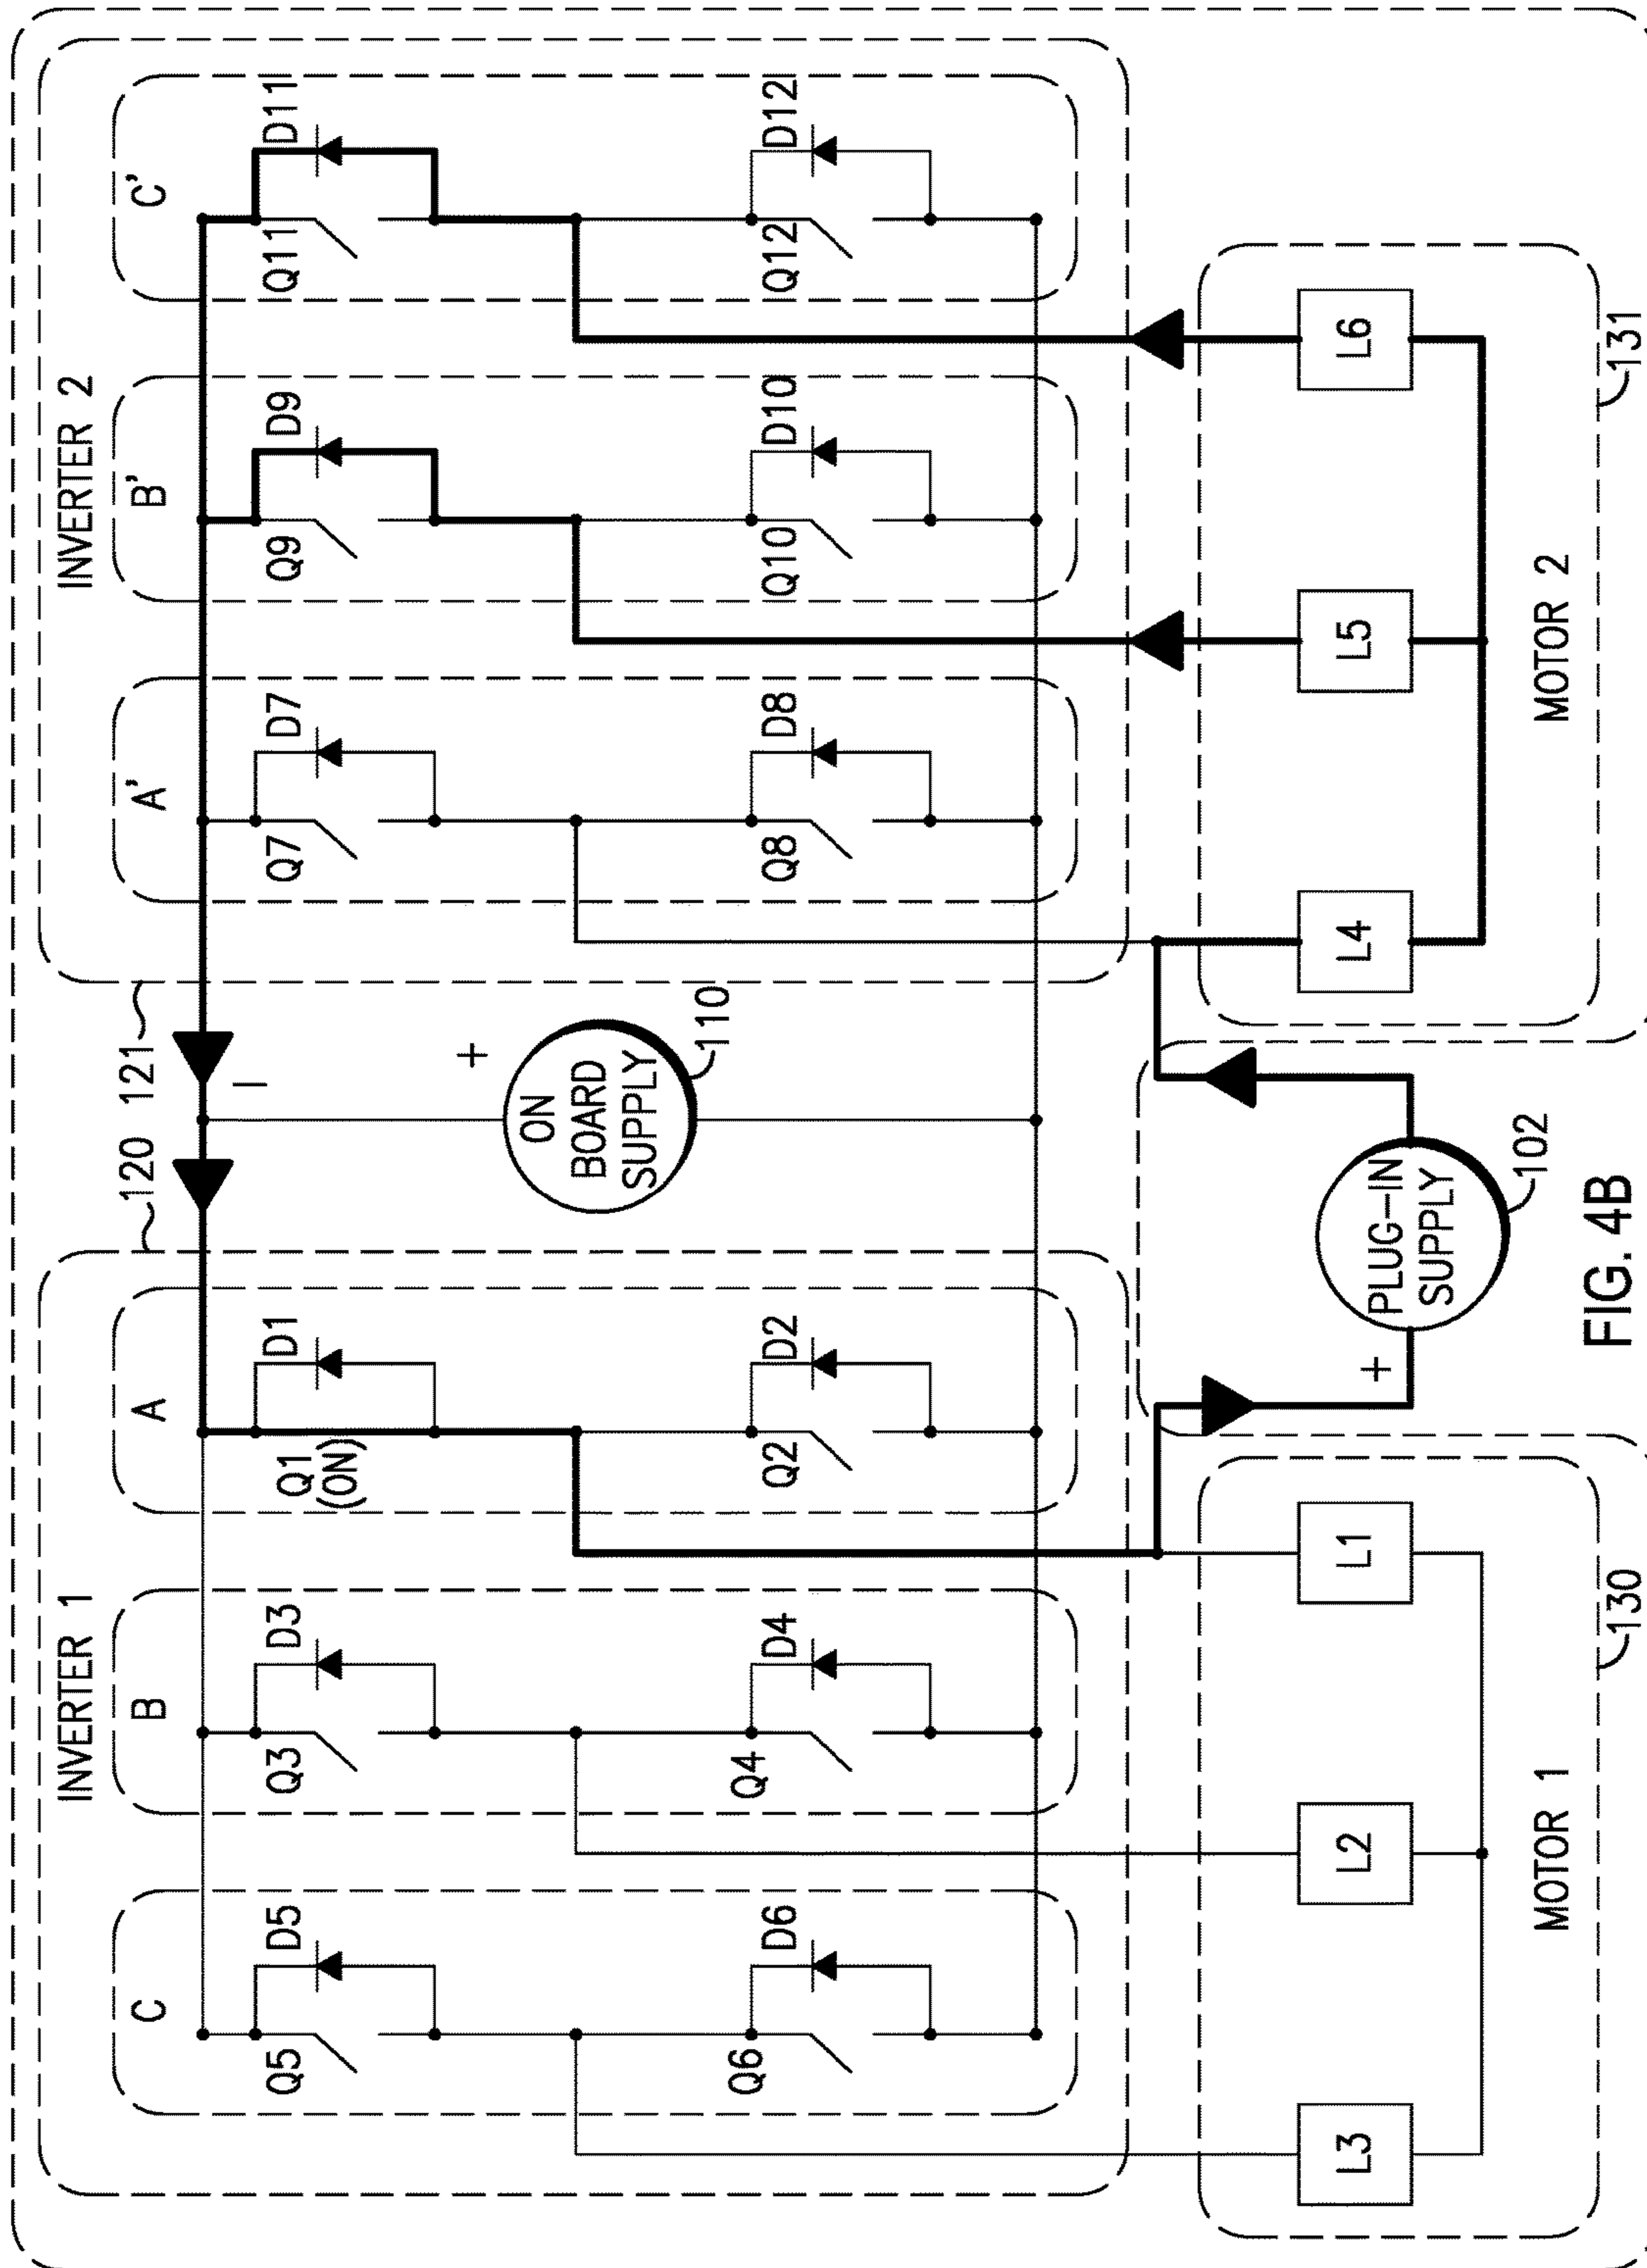 INVERTER 1
INVERTER 2
C
B
A
120
121
A'
B'
C'
Q5
D5
Q3
D3
Q1
(ON)
D1
−
Q7
D7
Q9
D9
Q11
D11
+
ON
BOARD
SUPPLY
110
Q6
D6
Q4
D4
Q2
D2
Q8
D8
Q10
D10
Q12
D12
L3
L2
L1
+
PLUG-IN
SUPPLY
102
L4
L5
L6
MOTOR 1
130
MOTOR 2
131
FIG. 4B